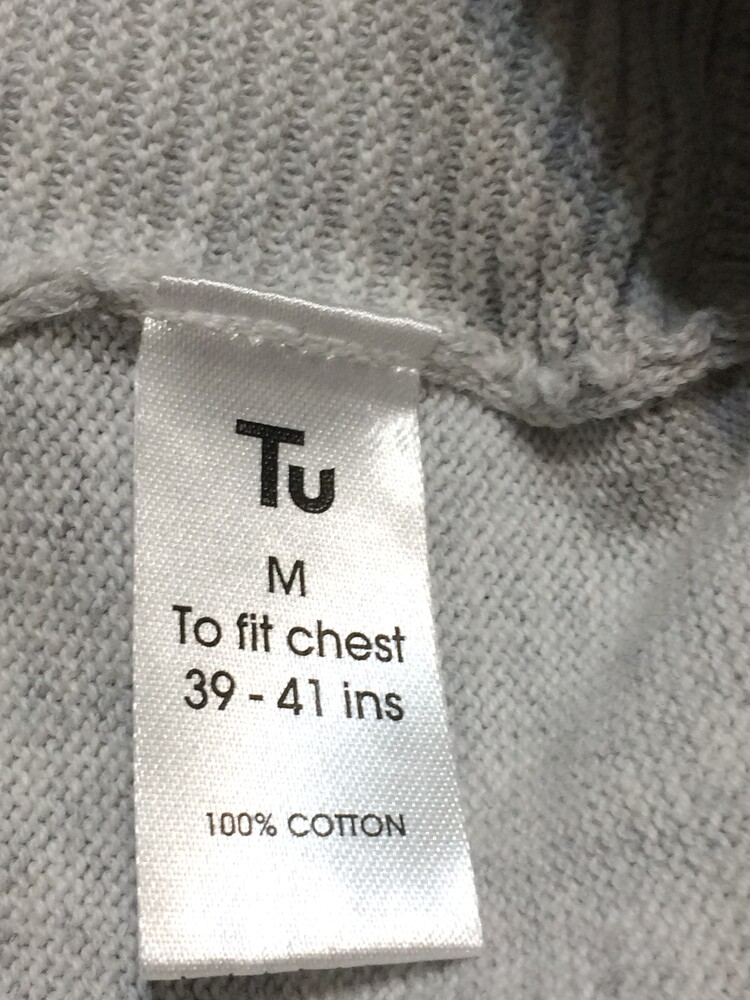 Tu
M
To fit chest
39 - 41 ins
100% COTTON